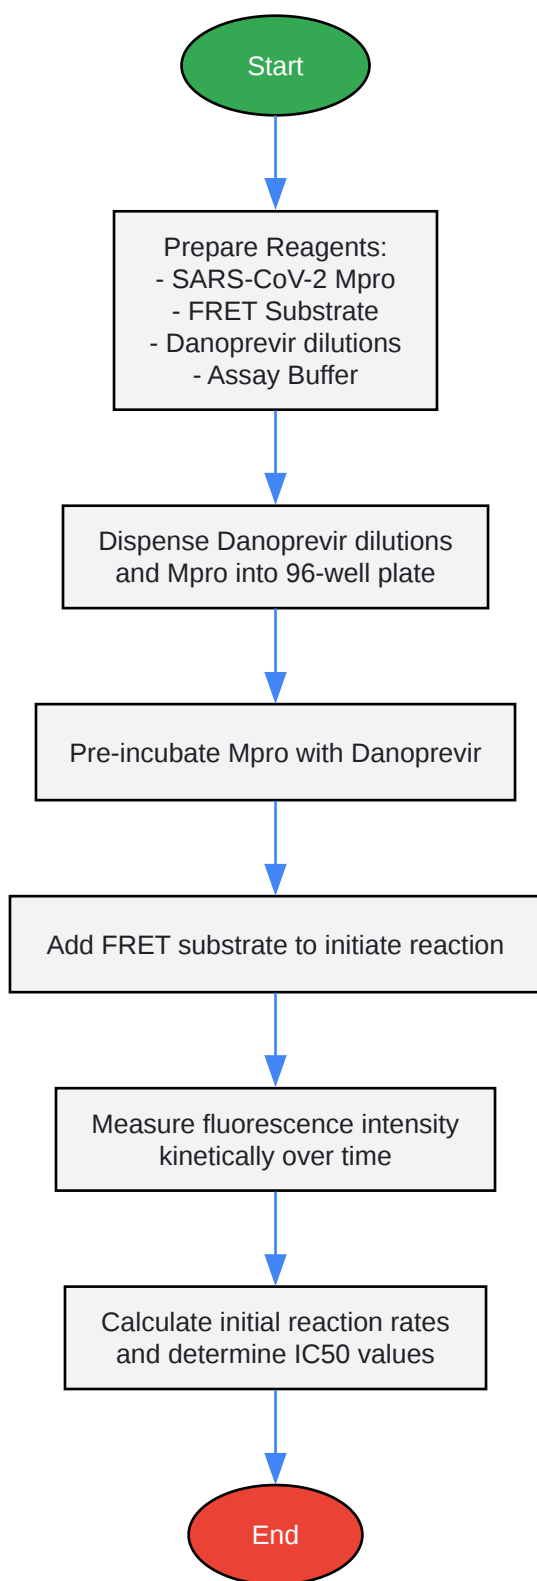 Start
Prepare Reagents:
- SARS-CoV-2 Mpro
- FRET Substrate
- Danoprevir dilutions
- Assay Buffer
Dispense Danoprevir dilutions
and Mpro into 96-well plate
Pre-incubate Mpro with Danoprevir
Add FRET substrate to initiate reaction
Measure fluorescence intensity
kinetically over time
Calculate initial reaction rates
and determine IC50 values
End